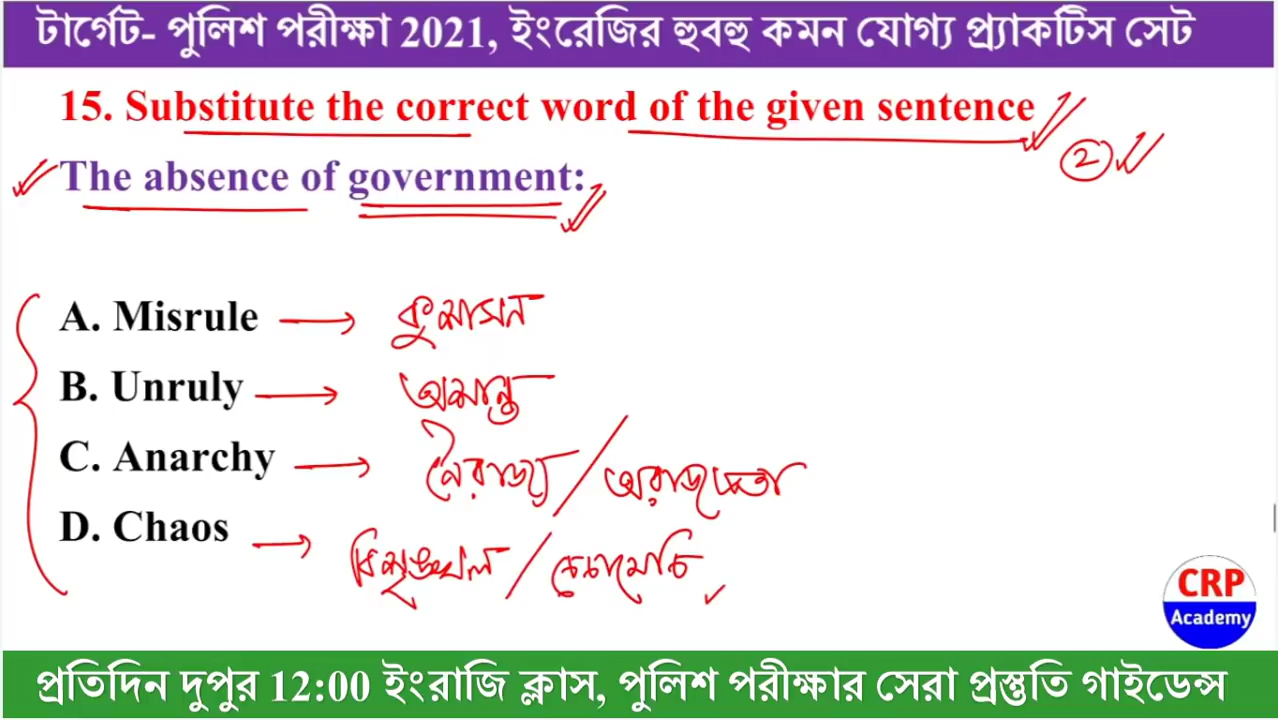 টার্গেট- পুলিশ পরীক্ষা 2021, ইংরেজির হুবহু কমন যোগ্য প্র্যাকটিস সেট
15. Substitute the correct word of the given sentence
2
The absence of government:
A. Misrule → কুশাসন
B. Unruly → অশান্ত
C. Anarchy → নৈরাজ্য / অরাজকতা
D. Chaos → বিশৃঙ্খল / চেঁচামেচি
CRP
Academy
প্রতিদিন দুপুর 12:00 ইংরাজি ক্লাস, পুলিশ পরীক্ষার সেরা প্রস্তুতি গাইডেন্স